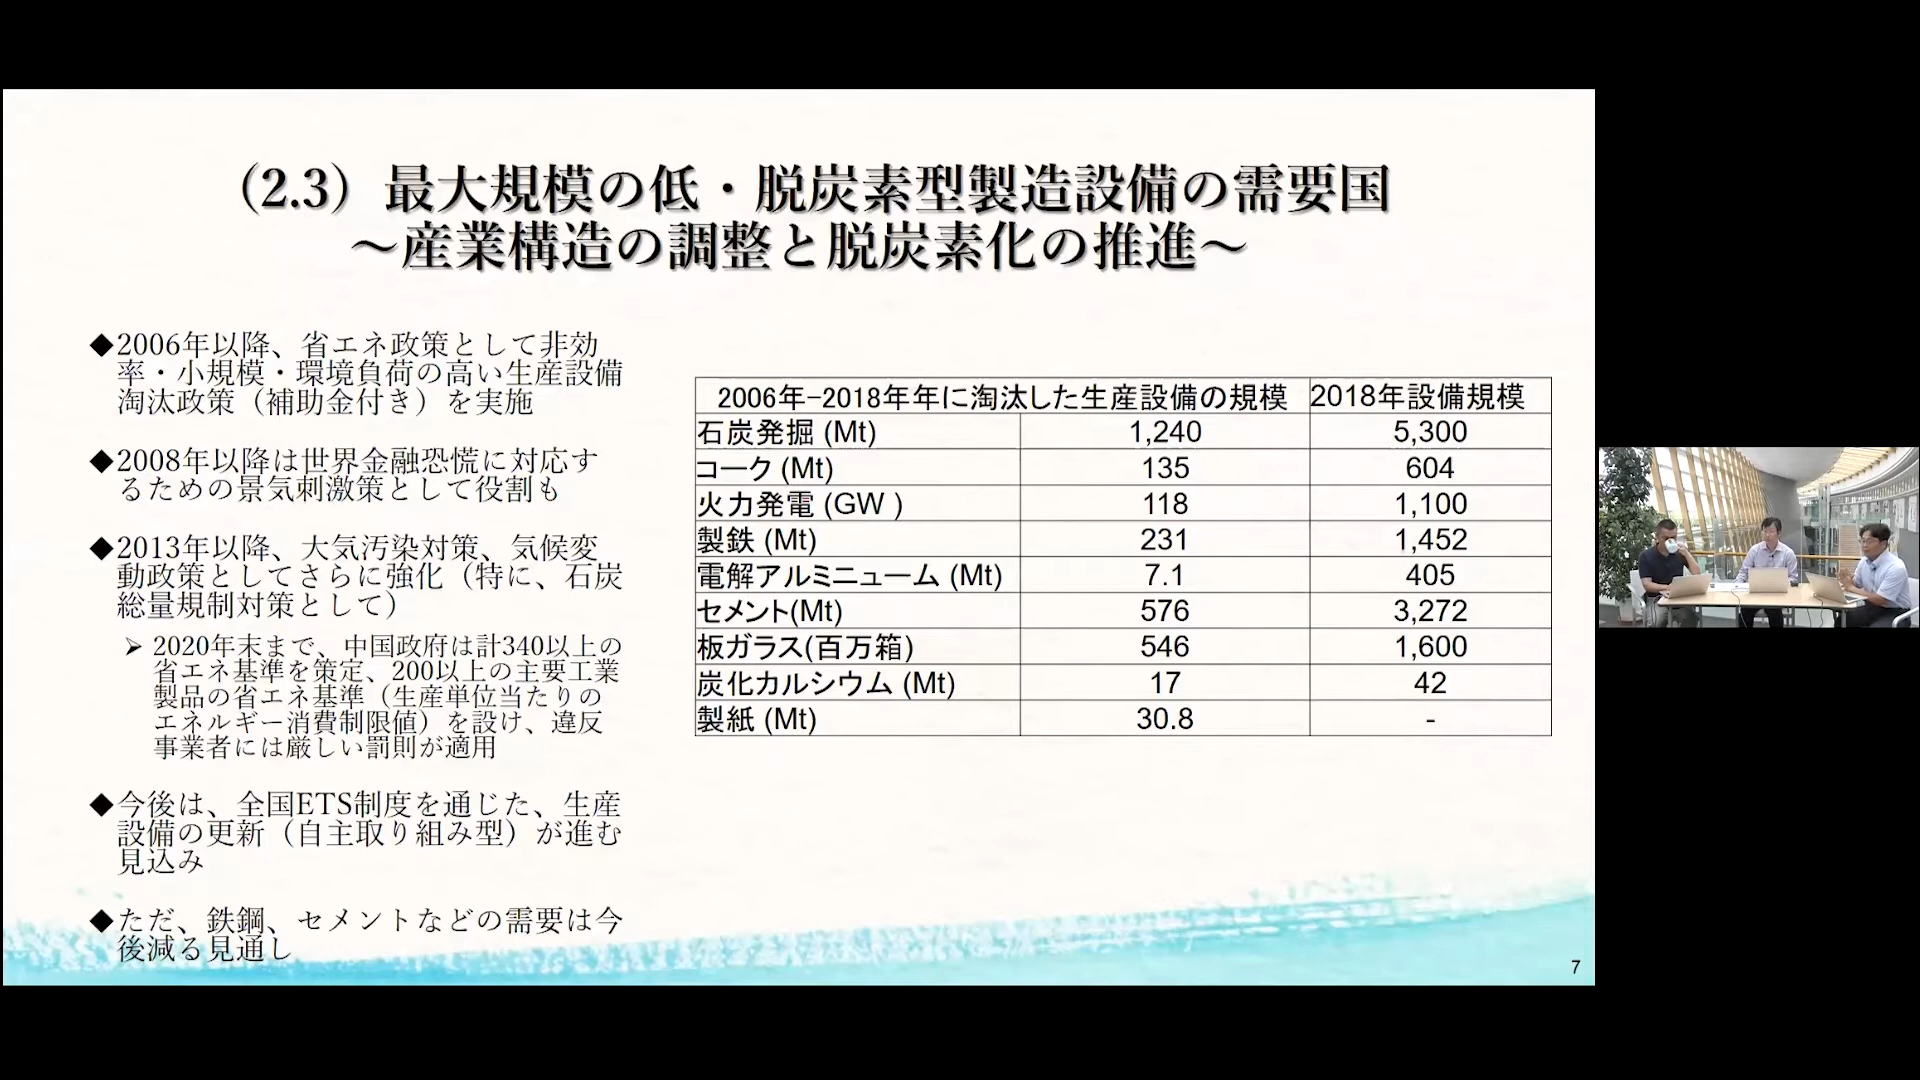 （2.3）最大規模の低・脱炭素型製造設備の需要国
～産業構造の調整と脱炭素化の推進～
◆2006年以降、省エネ政策として非効
率・小規模・環境負荷の高い生産設備
淘汰政策（補助金付き）を実施
◆2008年以降は世界金融恐慌に対応す
るための景気刺激策として役割も
◆2013年以降、大気汚染対策、気候変
動政策としてさらに強化（特に、石炭
総量規制対策として）
➢ 2020年末まで、中国政府は計340以上の
省エネ基準を策定、200以上の主要工業
製品の省エネ基準（生産単位当たりの
エネルギー消費制限値）を設け、違反
事業者には厳しい罰則が適用
◆今後は、全国ETS制度を通じた、生産
設備の更新（自主取り組み型）が進む
見込み
◆ただ、鉄鋼、セメントなどの需要は今
後減る見通し
2006年-2018年年に淘汰した生産設備の規模 2018年設備規模
石炭発掘 (Mt) 1,240 5,300
コーク (Mt) 135 604
火力発電 (GW ) 118 1,100
製鉄 (Mt) 231 1,452
電解アルミニューム (Mt) 7.1 405
セメント(Mt) 576 3,272
板ガラス(百万箱) 546 1,600
炭化カルシウム (Mt) 17 42
製紙 (Mt) 30.8 -
7